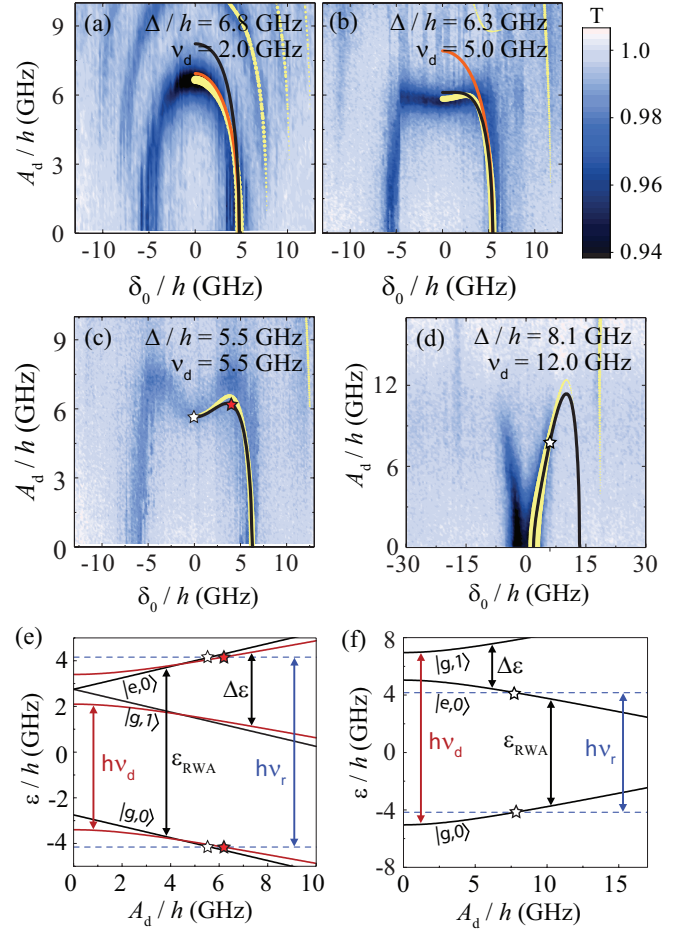 (a) Δ / h = 6.8 GHz
ν_d = 2.0 GHz
A_d / h (GHz)
9
6
3
0
-10 -5 0 5 10
δ_0 / h (GHz)
(b) Δ / h = 6.3 GHz
ν_d = 5.0 GHz
-10 -5 0 5 10
δ_0 / h (GHz)
T
1.0
0.98
0.96
0.94
(c) Δ / h = 5.5 GHz
ν_d = 5.5 GHz
A_d / h (GHz)
9
6
3
0
-10 -5 0 5 10
δ_0 / h (GHz)
(d) Δ / h = 8.1 GHz
ν_d = 12.0 GHz
A_d / h (GHz)
12
6
0
-30 -15 0 15 30
δ_0 / h (GHz)
(e)
ε / h (GHz)
4
2
0
-2
-4
|e,0⟩
|g,1⟩
|g,0⟩
hν_d
ε_RWA
Δε
hν_r
0 2 4 6 8 10
A_d / h (GHz)
(f)
ε / h (GHz)
8
4
0
-4
-8
|g,1⟩
|e,0⟩
|g,0⟩
hν_d
Δε
ε_RWA
hν_r
0 5 10 15
A_d / h (GHz)